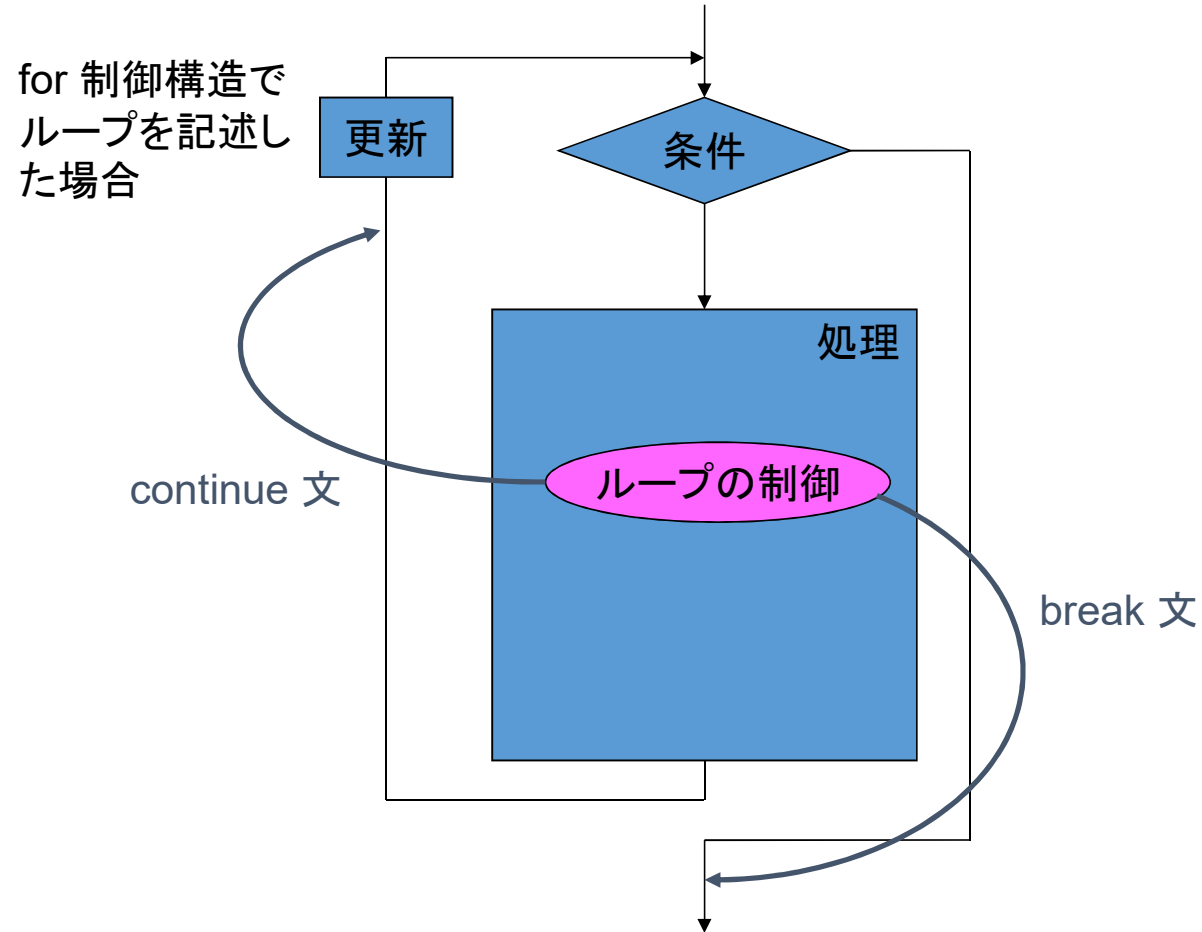 for 制御構造で
ループを記述し
た場合
更新
条件
処理
ループの制御
continue 文
break 文